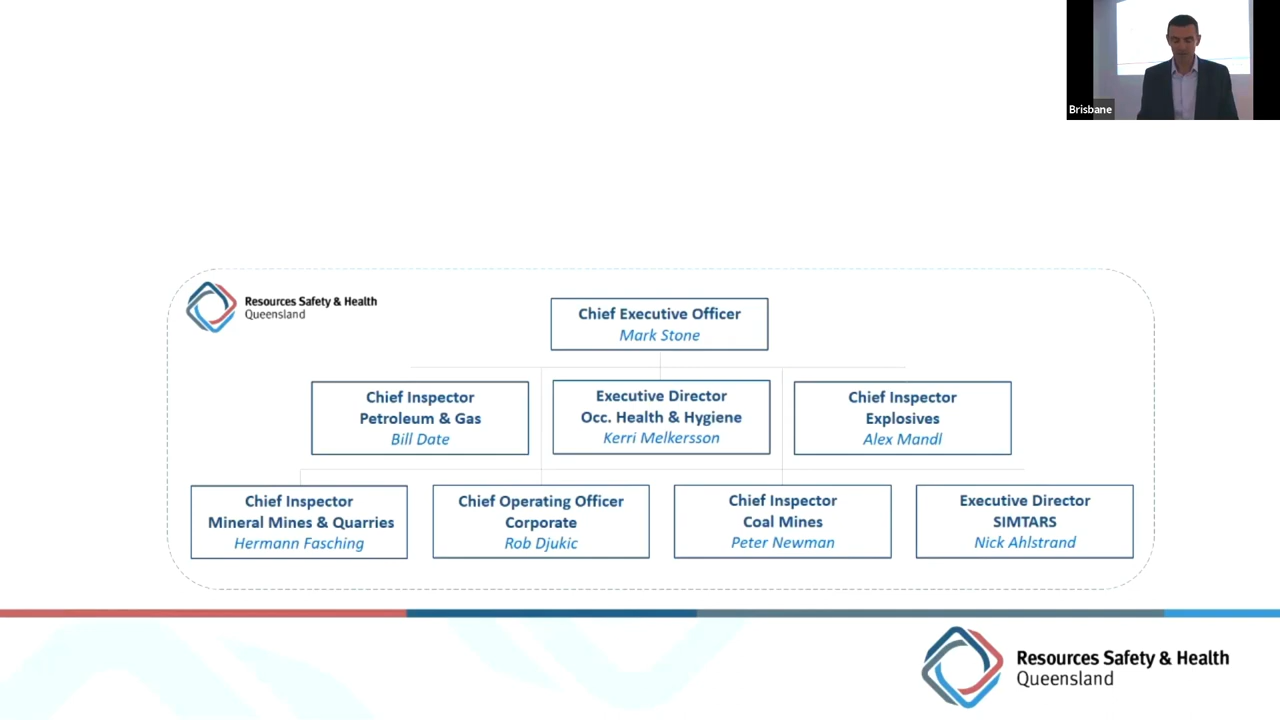 Brisbane
Resources Safety & Health
Queensland
Chief Executive Officer
Mark Stone
Chief Inspector
Petroleum & Gas
Bill Date
Executive Director
Occ. Health & Hygiene
Kerri Melkersson
Chief Inspector
Explosives
Alex Mandl
Chief Inspector
Mineral Mines & Quarries
Hermann Fasching
Chief Operating Officer
Corporate
Rob Djukic
Chief Inspector
Coal Mines
Peter Newman
Executive Director
SIMTARS
Nick Ahlstrand
Resources Safety & Health
Queensland